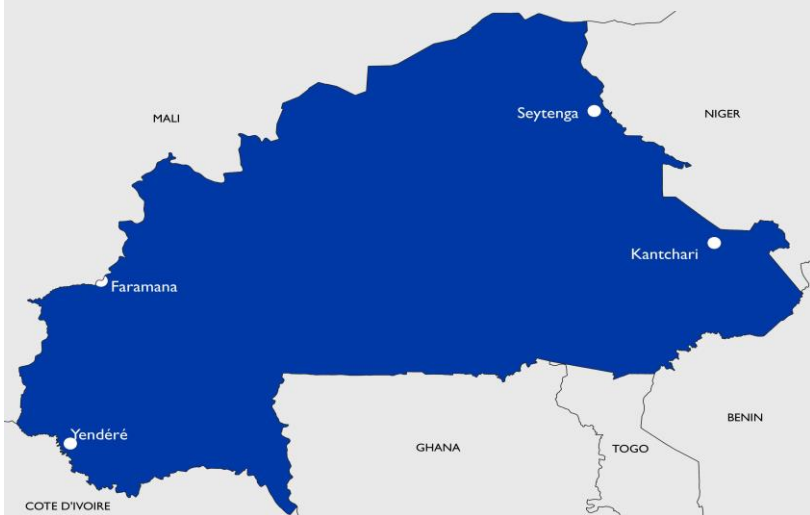 Seytenga
MALI
NIGER
Kantchari
Faramana
BENIN
Yendéré
GHANA
TOGO
COTE D'IVOIRE